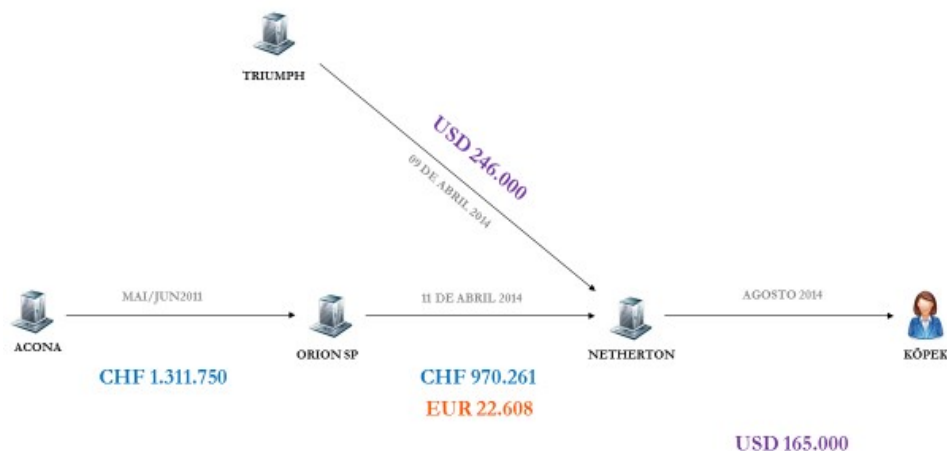 TRIUMPH
USD 246.000
09 DE ABRIL 2014
MAI/JUN2011
11 DE ABRIL 2014
AGOSTO 2014
ACONA
ORION SP
NETHERTON
KÖPEK
CHF 1.311.750
CHF 970.261
EUR 22.608
USD 165.000